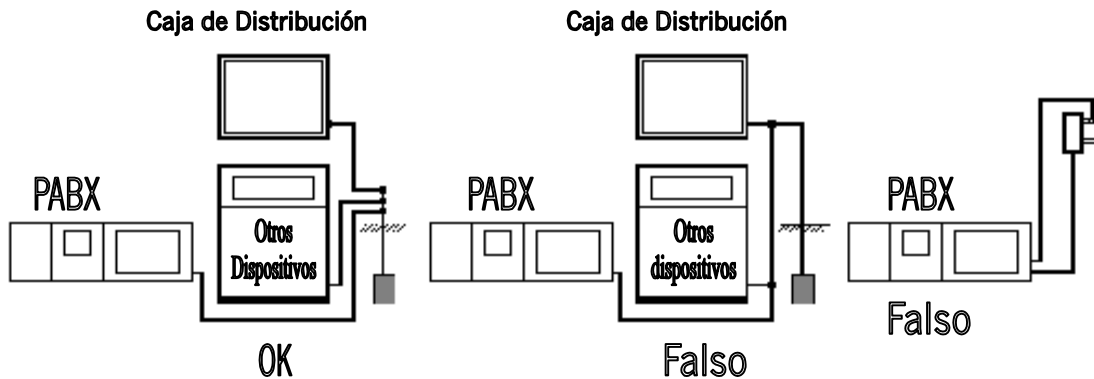 Caja de Distribución
Caja de Distribución
PABX
PABX
PABX
Otros
Dispositivos
Otros
dispositivos
OK
Falso
Falso